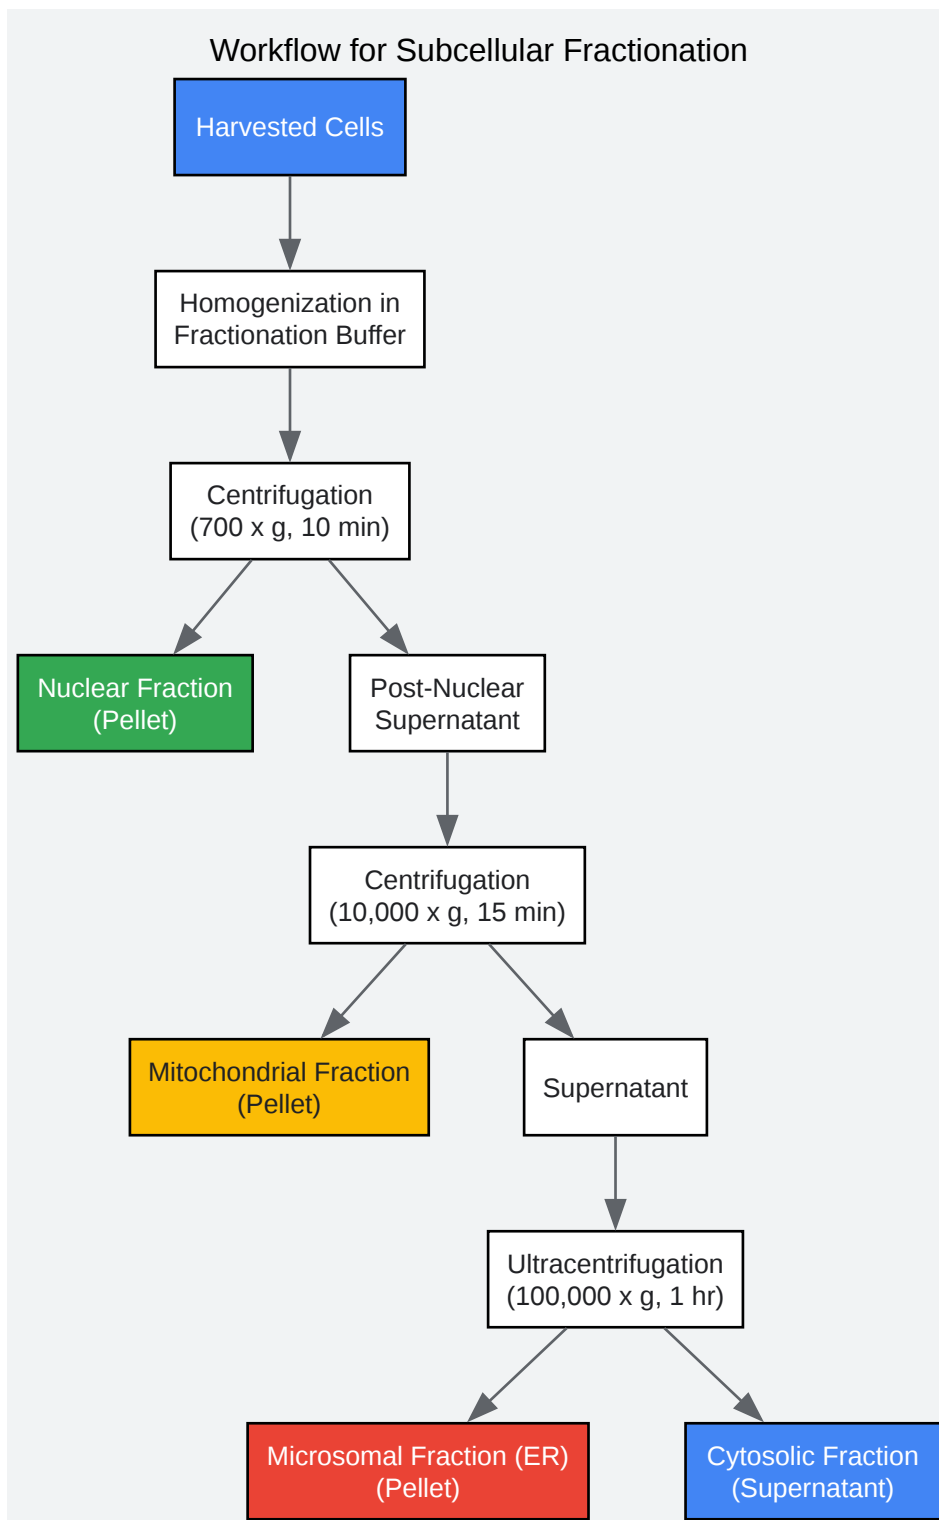 Workflow for Subcellular Fractionation
Harvested Cells
Homogenization in
Fractionation Buffer
Centrifugation
(700 x g, 10 min)
Nuclear Fraction
(Pellet)
Post-Nuclear
Supernatant
Centrifugation
(10,000 x g, 15 min)
Mitochondrial Fraction
(Pellet)
Supernatant
Ultracentrifugation
(100,000 x g, 1 hr)
Microsomal Fraction (ER)
(Pellet)
Cytosolic Fraction
(Supernatant)